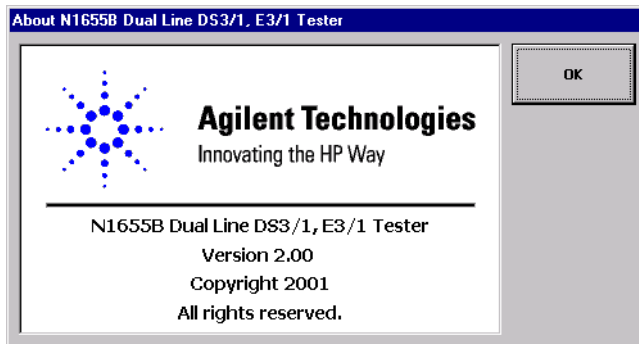 About N1655B Dual Line DS3/1, E3/1 Tester
OK
Agilent Technologies
Innovating the HP Way
N1655B Dual Line DS3/1, E3/1 Tester
Version 2.00
Copyright 2001
All rights reserved.